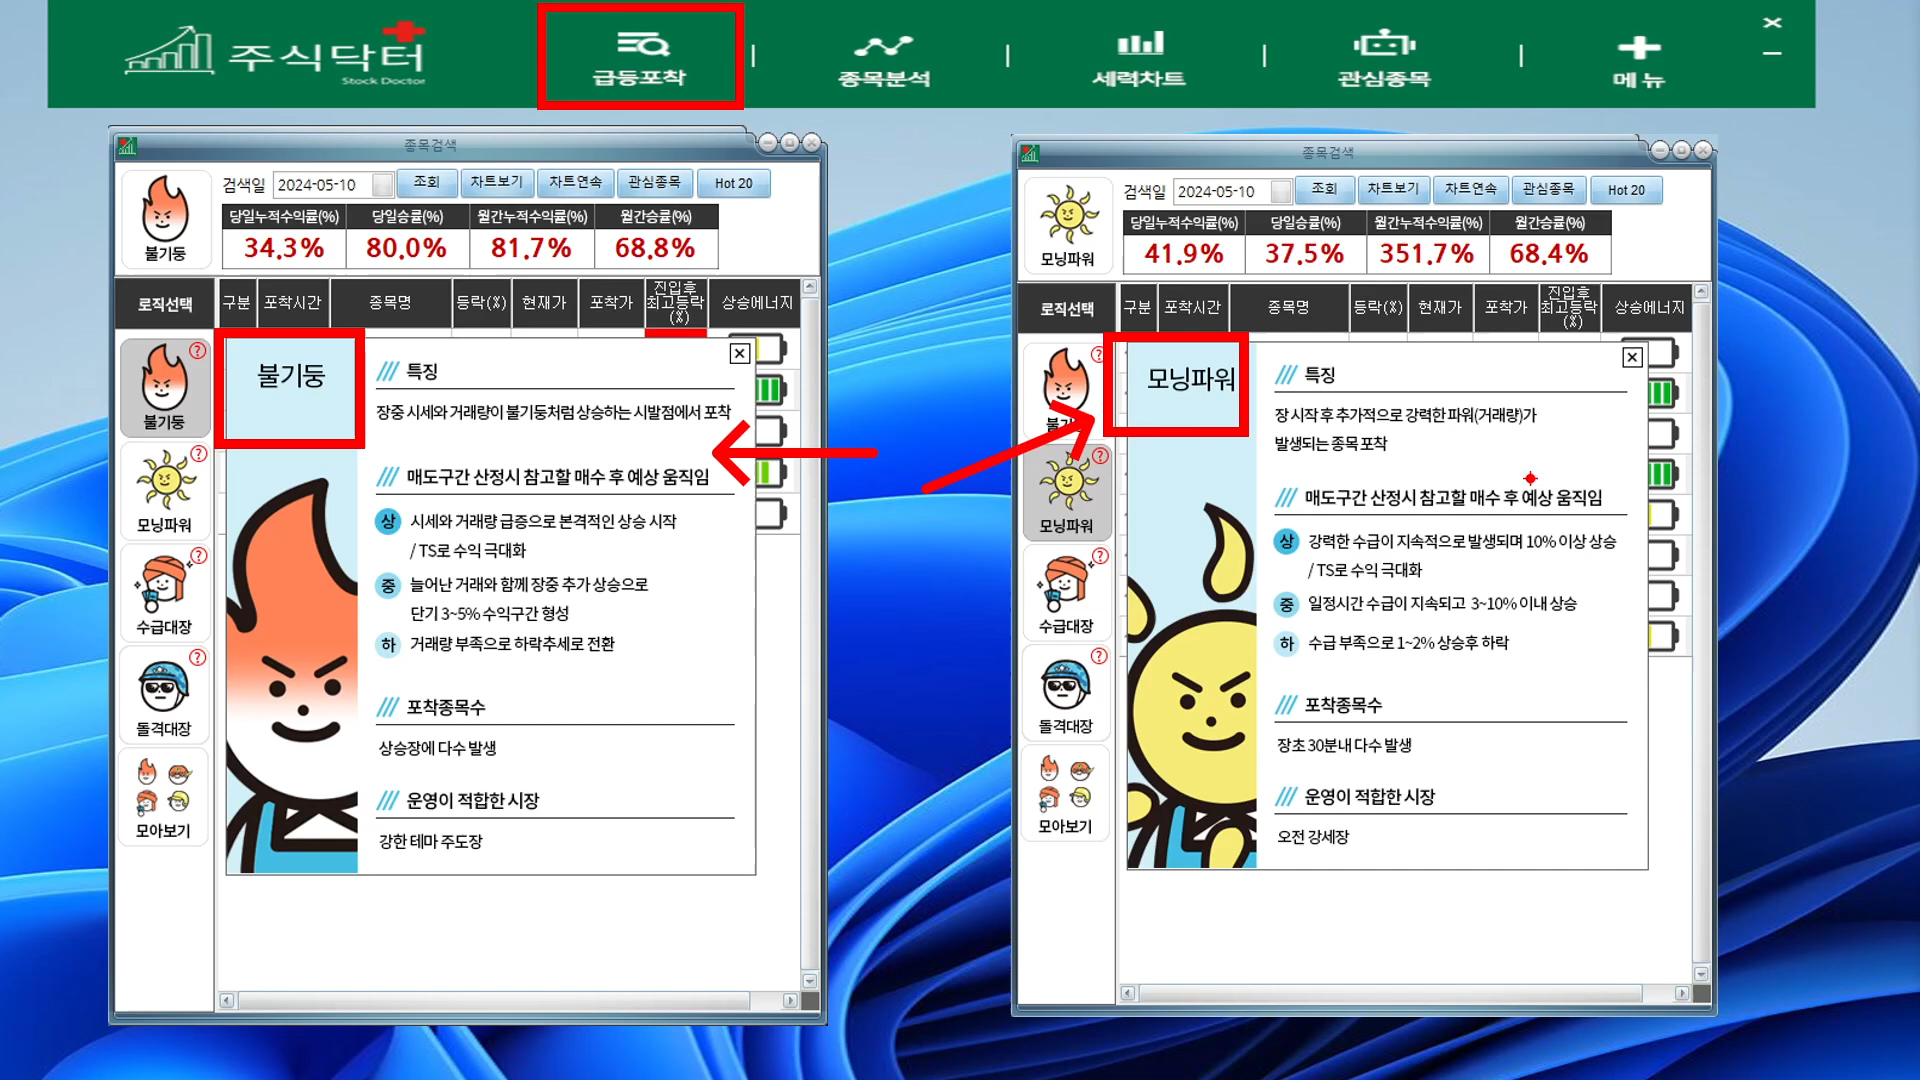 주식닥터
Stock Doctor
급등포착
종목분석
세력차트
관심종목
메뉴
종목검색
불기둥
검색일 2024-05-10 조회 차트보기 차트연속 관심종목 Hot 20
당일누적수익률(%) 당일승률(%) 월간누적수익률(%) 월간승률(%)
34.3% 80.0% 81.7% 68.8%
로직선택 구분 포착시간 종목명 등락(%) 현재가 포착가 진입후 최고등락 (%) 상승에너지
불기둥
모닝파워
수급대장
돌격대장
모아보기
불기둥
특징
장중 시세와 거래량이 불기둥처럼 상승하는 시발점에서 포착
매도구간 산정시 참고할 매수 후 예상 움직임
상 시세와 거래량 급증으로 본격적인 상승 시작
/ TS로 수익 극대화
중 늘어난 거래와 함께 장중 추가 상승으로
단기 3~5% 수익구간 형성
하 거래량 부족으로 하락추세로 전환
포착종목수
상승장에 다수 발생
운영이 적합한 시장
강한 테마 주도장
종목검색
모닝파워
검색일 2024-05-10 조회 차트보기 차트연속 관심종목 Hot 20
당일누적수익률(%) 당일승률(%) 월간누적수익률(%) 월간승률(%)
41.9% 37.5% 351.7% 68.4%
로직선택 구분 포착시간 종목명 등락(%) 현재가 포착가 진입후 최고등락 (%) 상승에너지
모닝파워
수급대장
돌격대장
모아보기
모닝파워
특징
장 시작 후 추가적으로 강력한 파워(거래량)가
발생되는 종목 포착
매도구간 산정시 참고할 매수 후 예상 움직임
상 강력한 수급이 지속적으로 발생되며 10% 이상 상승
/ TS로 수익 극대화
중 일정시간 수급이 지속되고 3~10% 이내 상승
하 수급 부족으로 1~2% 상승후 하락
포착종목수
장초 30분내 다수 발생
운영이 적합한 시장
오전 강세장